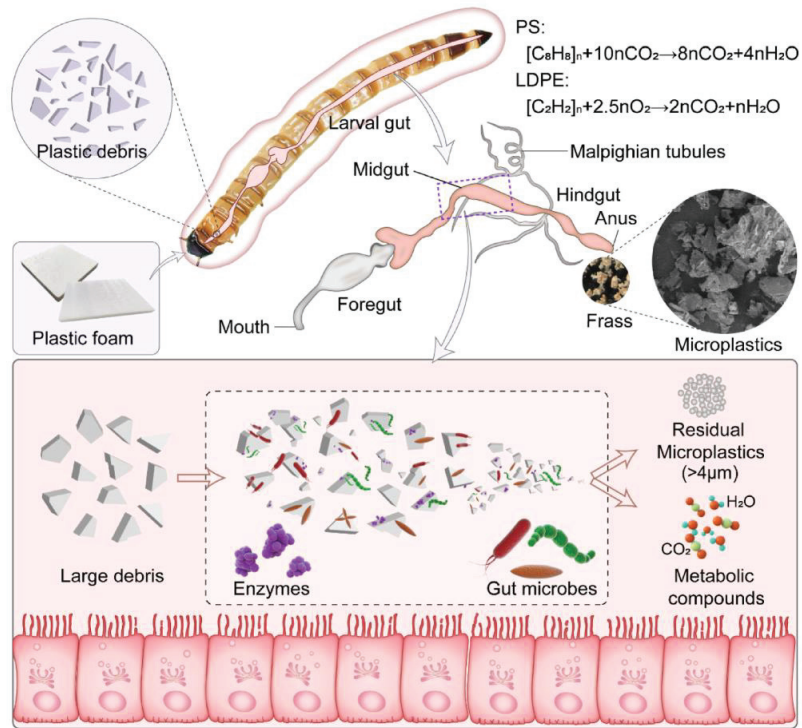 PS:
[C₈H₈]ₙ+10nCO₂→8nCO₂+4nH₂O
LDPE:
[C₂H₂]ₙ+2.5nO₂→2nCO₂+nH₂O
Plastic debris
Larval gut
Malpighian tubules
Midgut
Hindgut
Anus
Plastic foam
Foregut
Mouth
Frass
Microplastics
Large debris
Enzymes
Gut microbes
Residual
Microplastics
(>4μm)
H₂O
CO₂
Metabolic
compounds